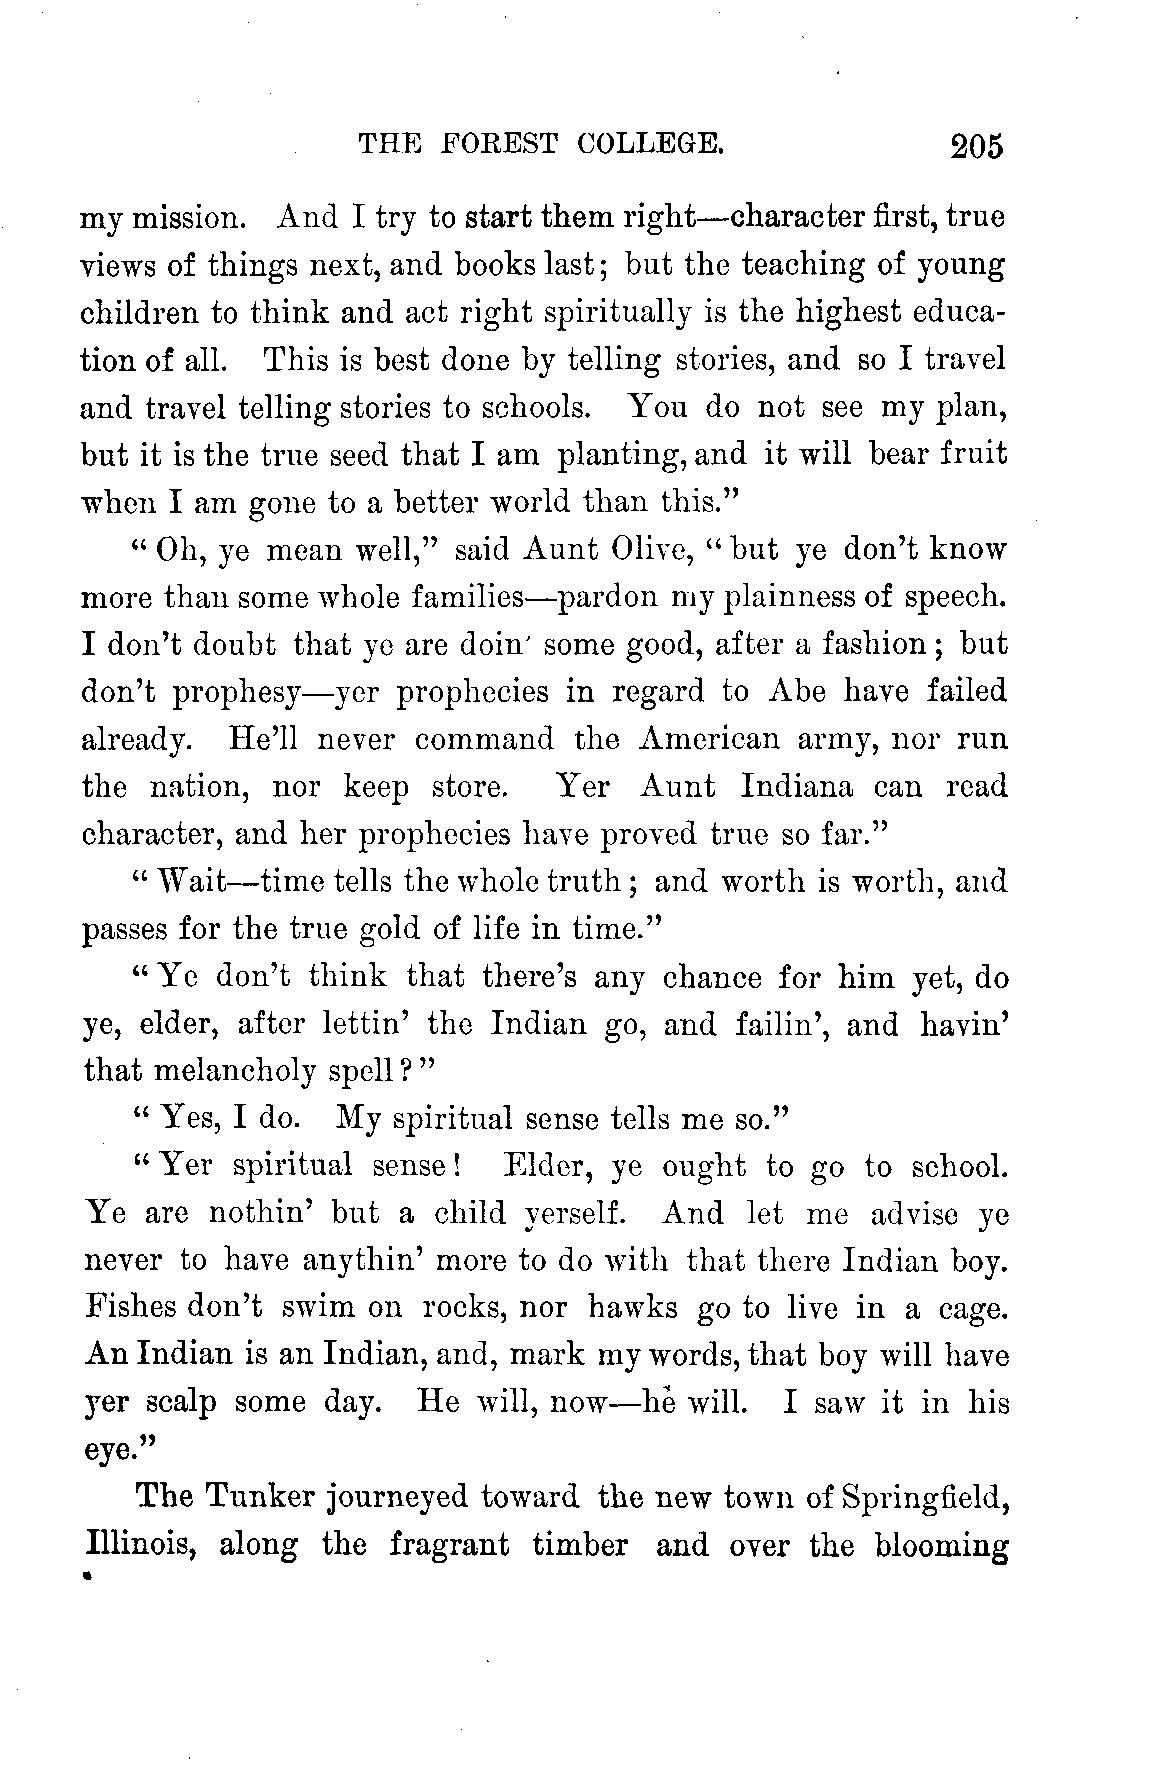 THE FOREST COLLEGE. 205
my mission. And I try to start them right—character first, true
views of things next, and books last; but the teaching of young
children to think and act right spiritually is the highest educa-
tion of all. This is best done by telling stories, and so I travel
and travel telling stories to schools. You do not see my plan,
but it is the true seed that I am planting, and it will bear fruit
when I am gone to a better world than this."
"Oh, ye mean well," said Aunt Olive, "but ye don't know
more than some whole families—pardon my plainness of speech.
I don't doubt that ye are doin' some good, after a fashion; but
don't prophesy—yer prophecies in regard to Abe have failed
already. He'll never command the American army, nor run
the nation, nor keep store. Yer Aunt Indiana can read
character, and her prophecies have proved true so far."
"Wait—time tells the whole truth; and worth is worth, and
passes for the true gold of life in time."
"Ye don't think that there's any chance for him yet, do
ye, elder, after lettin' the Indian go, and failin', and havin'
that melancholy spell?"
"Yes, I do. My spiritual sense tells me so."
"Yer spiritual sense! Elder, ye ought to go to school.
Ye are nothin' but a child yerself. And let me advise ye
never to have anythin' more to do with that there Indian boy.
Fishes don't swim on rocks, nor hawks go to live in a cage.
An Indian is an Indian, and, mark my words, that boy will have
yer scalp some day. He will, now—he will. I saw it in his
eye."
The Tunker journeyed toward the new town of Springfield,
Illinois, along the fragrant timber and over the blooming